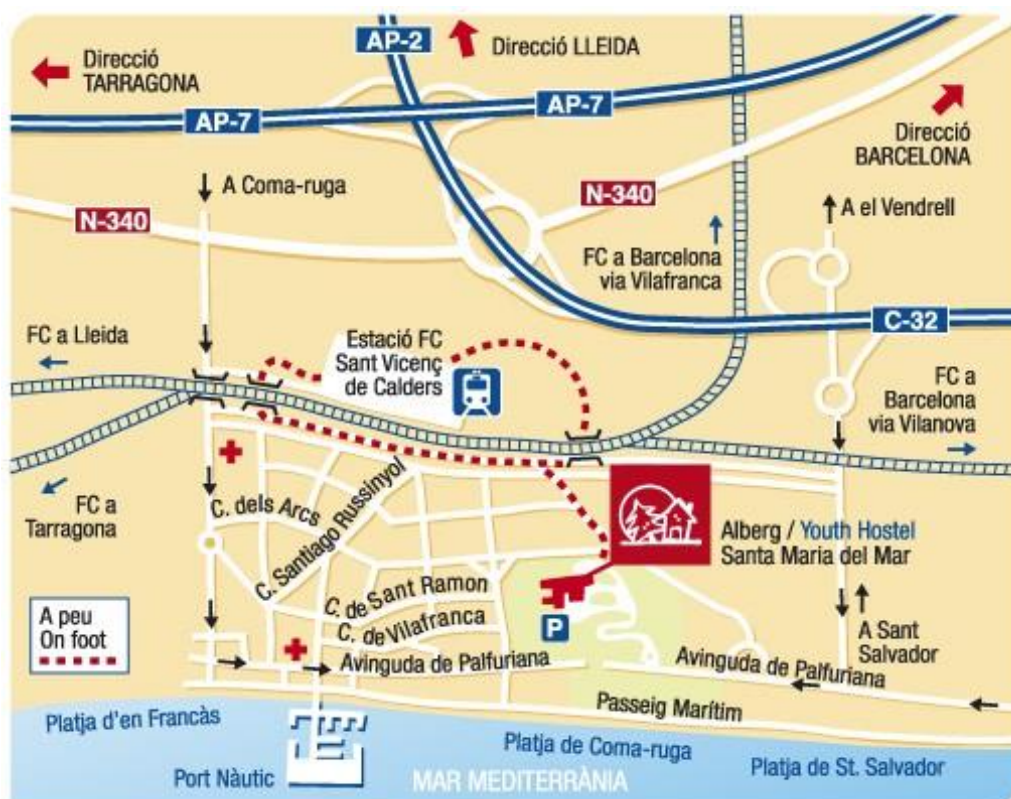 AP-2
Direcció LLEIDA
Direcció
TARRAGONA
AP-7
AP-7
Direcció
BARCELONA
A Coma-ruga
N-340
N-340
A el Vendrell
FC a Barcelona
via Vilafranca
C-32
FC a Lleida
Estació FC
Sant Vicenç
de Calders
FC a
Barcelona
via Vilanova
FC a
Tarragona
C. dels Arcs
C. Santiago Russinyol
Alberg / Youth Hostel
Santa Maria del Mar
C. de Sant Ramon
C. de Vilafranca
A peu
On foot
P
A Sant
Salvador
Avinguda de Palfuriana
Avinguda de Palfuriana
Passeig Marítim
Platja d'en Francàs
Platja de Coma-ruga
Platja de St. Salvador
Port Nàutic
MAR MEDITERRÀNIA